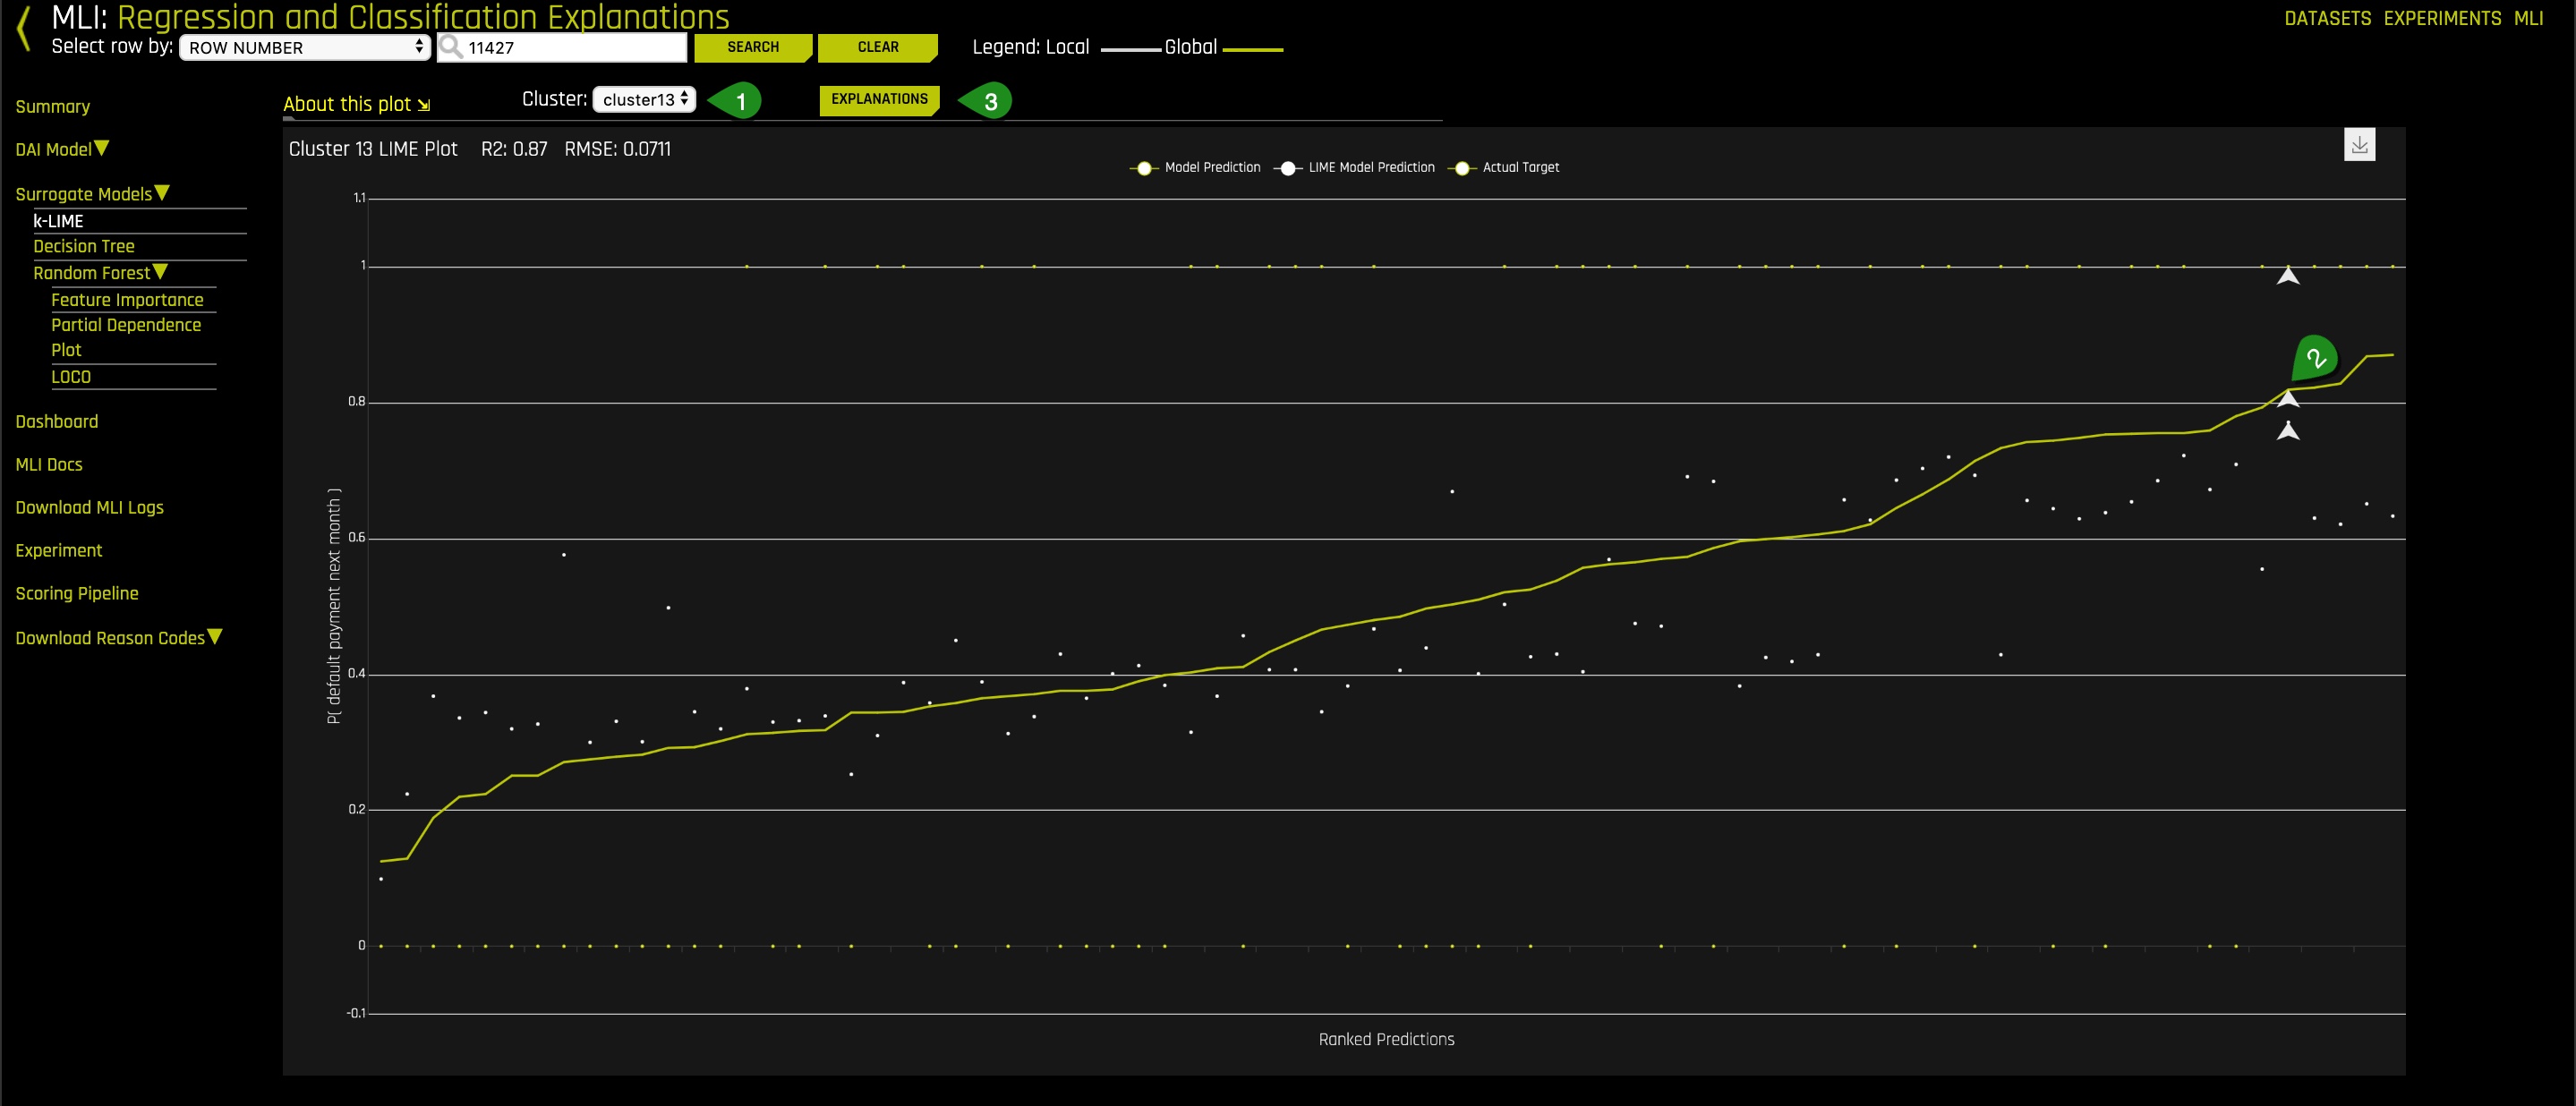 MLI: Regression and Classification Explanations
DATASETS EXPERIMENTS MLI
Select row by: ROW NUMBER 11427 SEARCH CLEAR Legend: Local Global
About this plot Cluster: cluster13 1 EXPLANATIONS 3
Summary
DAI Model
Surrogate Models
k-LIME
Decision Tree
Random Forest
Feature Importance
Partial Dependence
Plot
LOCO
Dashboard
MLI Docs
Download MLI Logs
Experiment
Scoring Pipeline
Download Reason Codes
Cluster 13 LIME Plot R2: 0.87 RMSE: 0.0711
Model Prediction LIME Model Prediction Actual Target
1.1
1
2
0.8
P( default payment next month )
0.6
0.4
0.2
0
-0.1
Ranked Predictions